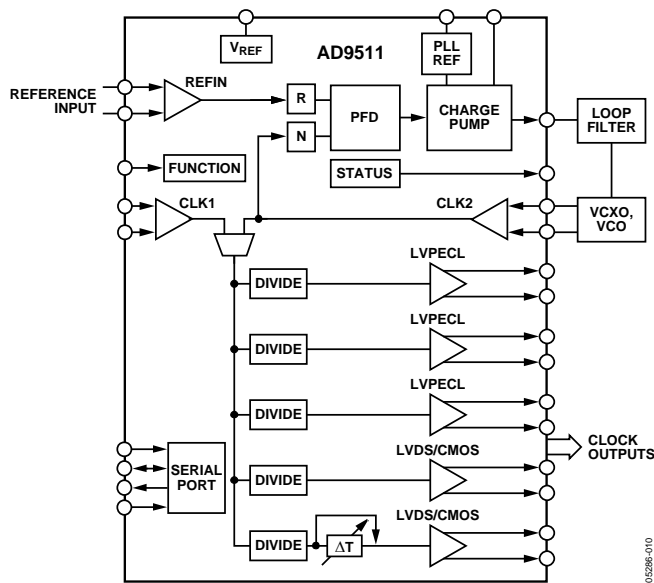 VREF
AD9511
PLL
REF
REFERENCE
INPUT
REFIN
R
N
PFD
CHARGE
PUMP
LOOP
FILTER
FUNCTION
STATUS
CLK1
CLK2
VCXO,
VCO
LVPECL
DIVIDE
LVPECL
DIVIDE
LVPECL
DIVIDE
CLOCK
OUTPUTS
SERIAL
PORT
LVDS/CMOS
DIVIDE
LVDS/CMOS
DIVIDE
ΔT
05286-010